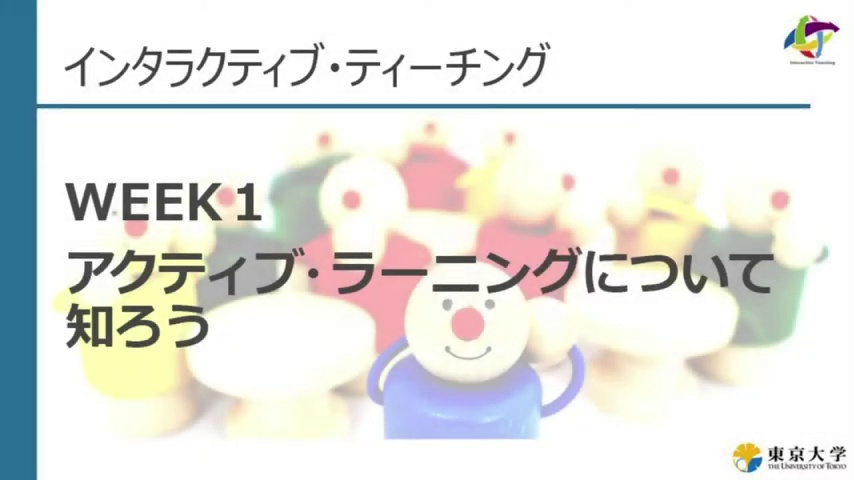 インタラクティブ・ティーチング
Interactive Teaching
WEEK1
アクティブ・ラーニングについて
知ろう
東京大学
THE UNIVERSITY OF TOKYO